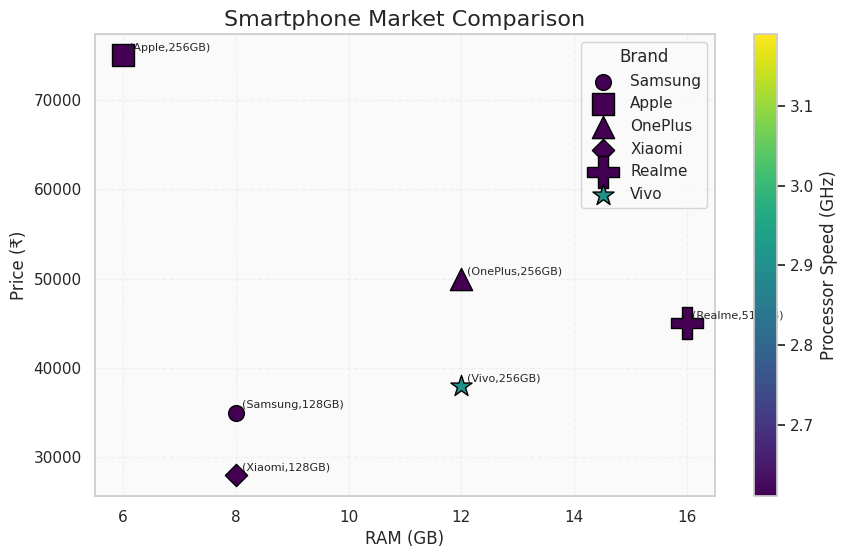 Smartphone Market Comparison
(Apple,256GB)
Brand
Samsung
Apple
OnePlus
Xiaomi
Realme
Vivo
(OnePlus,256GB)
(Vivo,256GB)
(Samsung,128GB)
(Xiaomi,128GB)
70000
60000
50000
40000
30000
Price (₹)
6
8
10
12
14
16
RAM (GB)
3.1
3.0
2.9
2.8
2.7
Processor Speed (GHz)